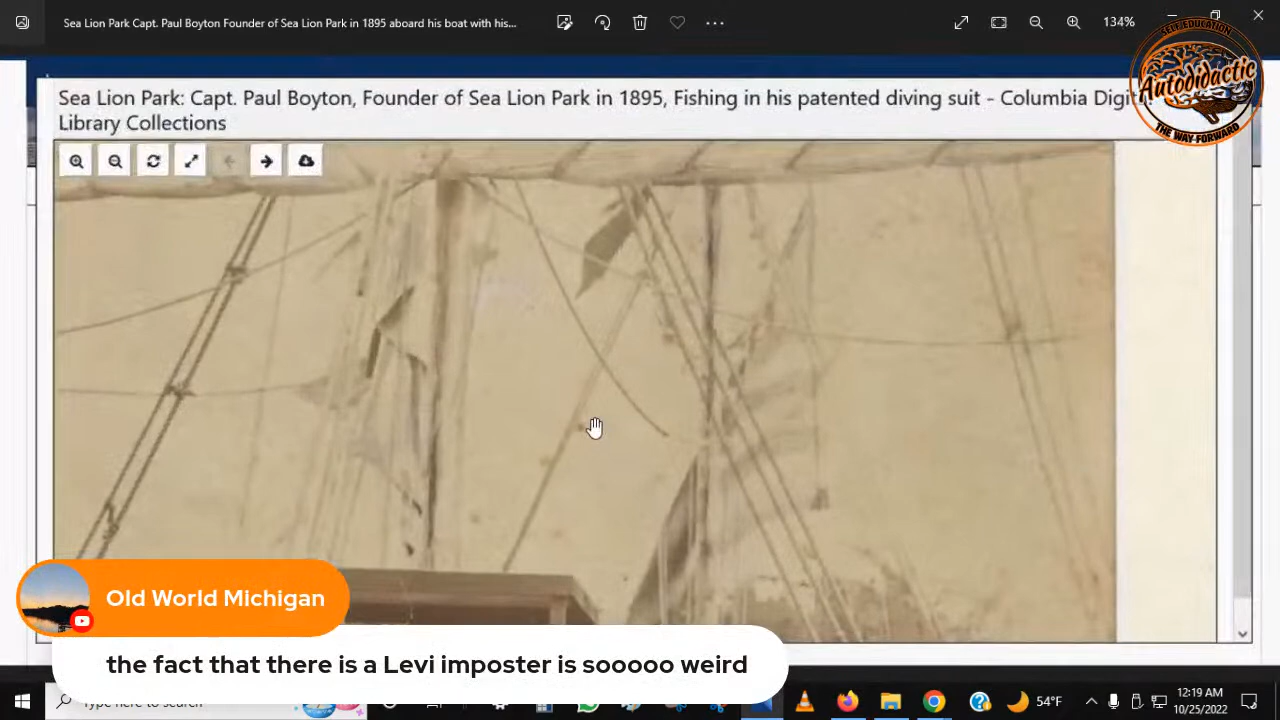 Sea Lion Park Capt. Paul Boyton Founder of Sea Lion Park in 1895 aboard his boat with his...
134%
SELF EDUCATION
Autodidactic
THE WAY FORWARD
Sea Lion Park: Capt. Paul Boyton, Founder of Sea Lion Park in 1895, Fishing in his patented diving suit - Columbia Digit
Library Collections
Old World Michigan
the fact that there is a Levi imposter is sooooo weird
Type here to search
54°F
12:19 AM
10/25/2022